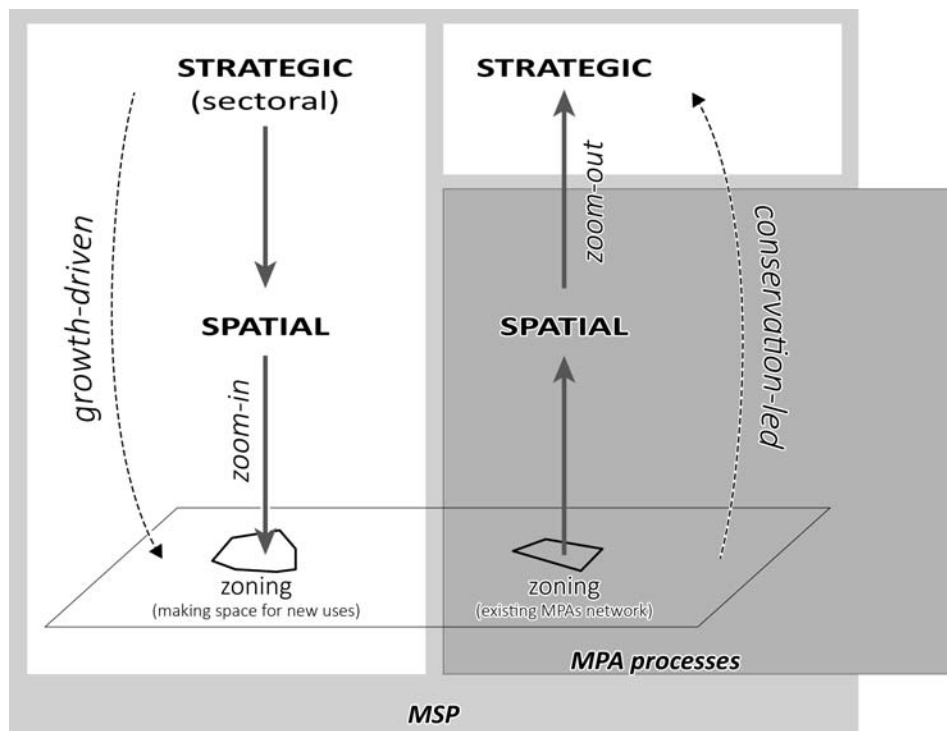 STRATEGIC
(sectoral)
growth-driven
SPATIAL
zoom-in
zoning
(making space for new uses)
STRATEGIC
zoom-out
conservation-led
SPATIAL
zoning
(existing MPAs network)
MPA processes
MSP